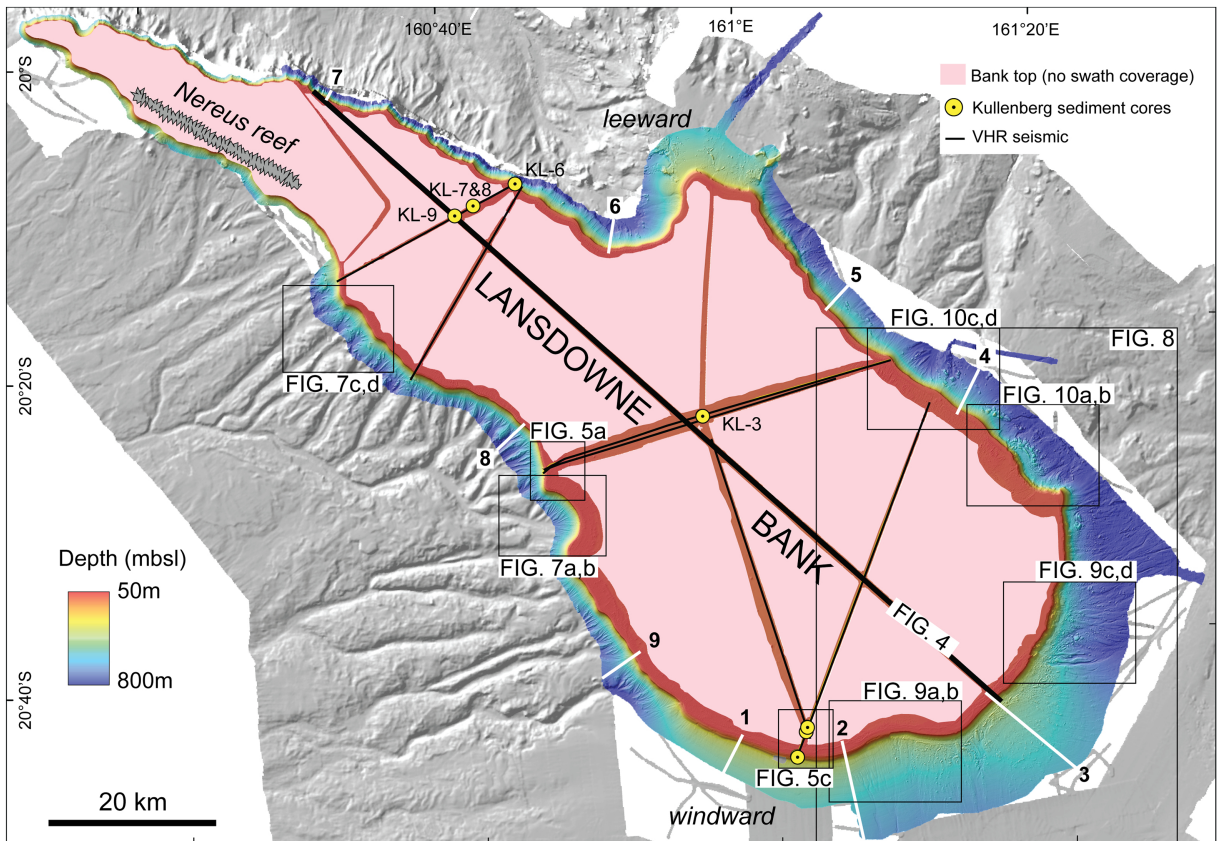 160°40'E
161°E
161°20'E
20°S
20°20'S
20°40'S
Bank top (no swath coverage)
Kullenberg sediment cores
VHR seismic
7
Nereus reef
leeward
KL-6
KL-7&8
KL-9
6
5
LANSDOWNE
BANK
FIG. 10c,d
FIG. 8
4
FIG. 7c,d
FIG. 10a,b
KL-3
FIG. 5a
8
FIG. 7a,b
Depth (mbsl)
50m
800m
FIG. 9c,d
FIG. 4
9
FIG. 9a,b
1
2
FIG. 5c
3
20 km
windward